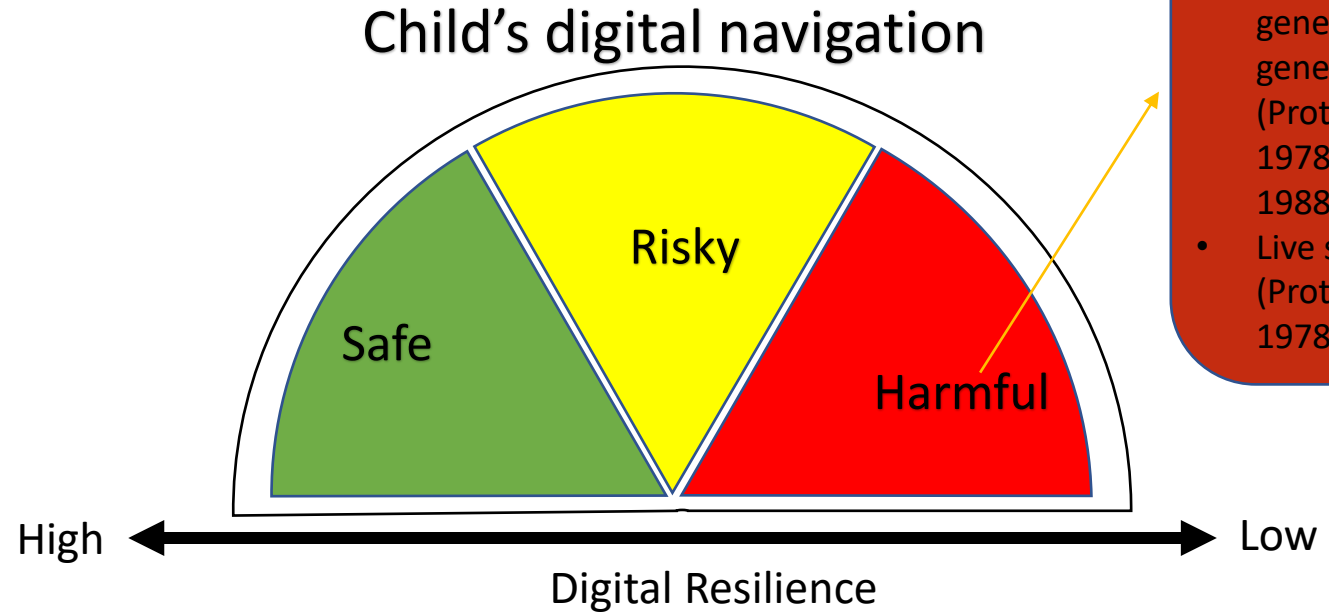 Child's digital navigation
gene
gene
(Prot
1978
1988
• Live s
(Prot
1978
Risky
Safe
Harmful
High
Low
Digital Resilience